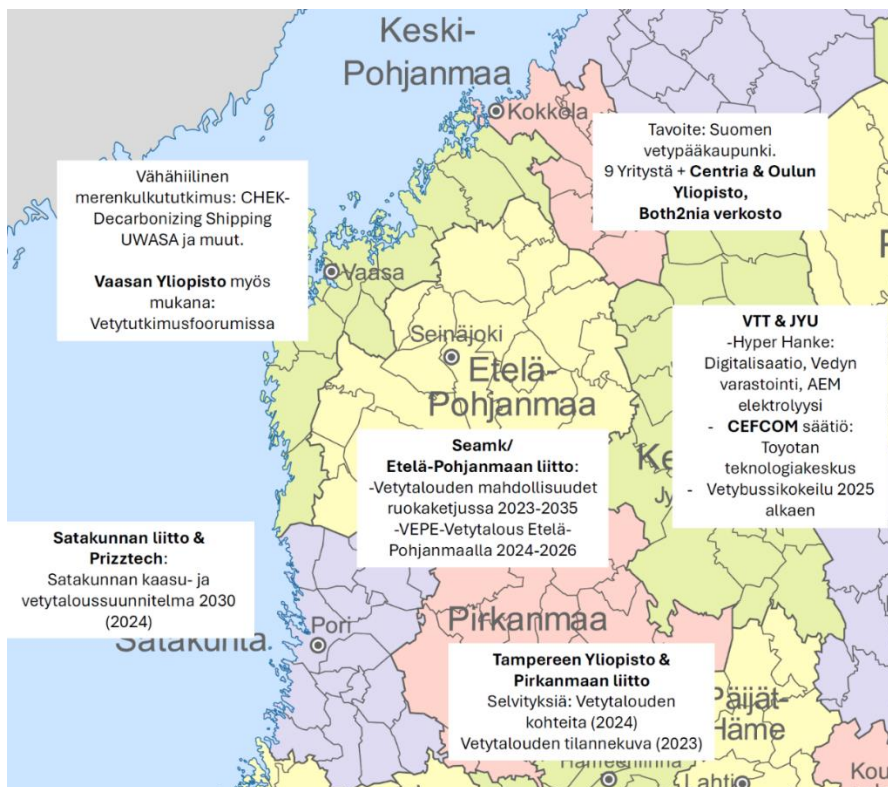 Keski-
Pohjanmaa
Kokkola
Tavoite: Suomen
vetypääkaupunki.
9 Yritystä + Centria & Oulun
Yliopisto,
Both2nia verkosto
Vähähiilinen
merenkulkututkimus: CHEK-
Decarbonizing Shipping
UWASA ja muut.
Vaasan Yliopisto myös
mukana:
Vetytutkimusfoorumissa
Vaasa
Seinäjoki
Etelä-
Pohjanmaa
VTT & JYU
-Hyper Hanke:
Digitalisaatio, Vedyn
varastointi, AEM
elektrolyysi
- CEFCOM säätiö:
Toyotan
teknologiakeskus
- Vetybussikokeilu 2025
alkaen
Ke
Jy
Seamk/
Etelä-Pohjanmaan liitto:
-Vetytalouden mahdollisuudet
ruokaketjussa 2023-2035
-VEPE-Vetytalous Etelä-
Pohjanmaalla 2024-2026
Satakunnan liitto &
Prizztech:
Satakunnan kaasu- ja
vetytaloussuunnitelma 2030
(2024)
Satakunta
Pori
Pirkanmaa
Tampereen Yliopisto &
Pirkanmaan liitto
Selvityksiä: Vetytalouden
kohteita (2024)
Vetytalouden tilannekuva (2023)
Päijät-
Häme
Hämeenlinna
Lahti
Kou